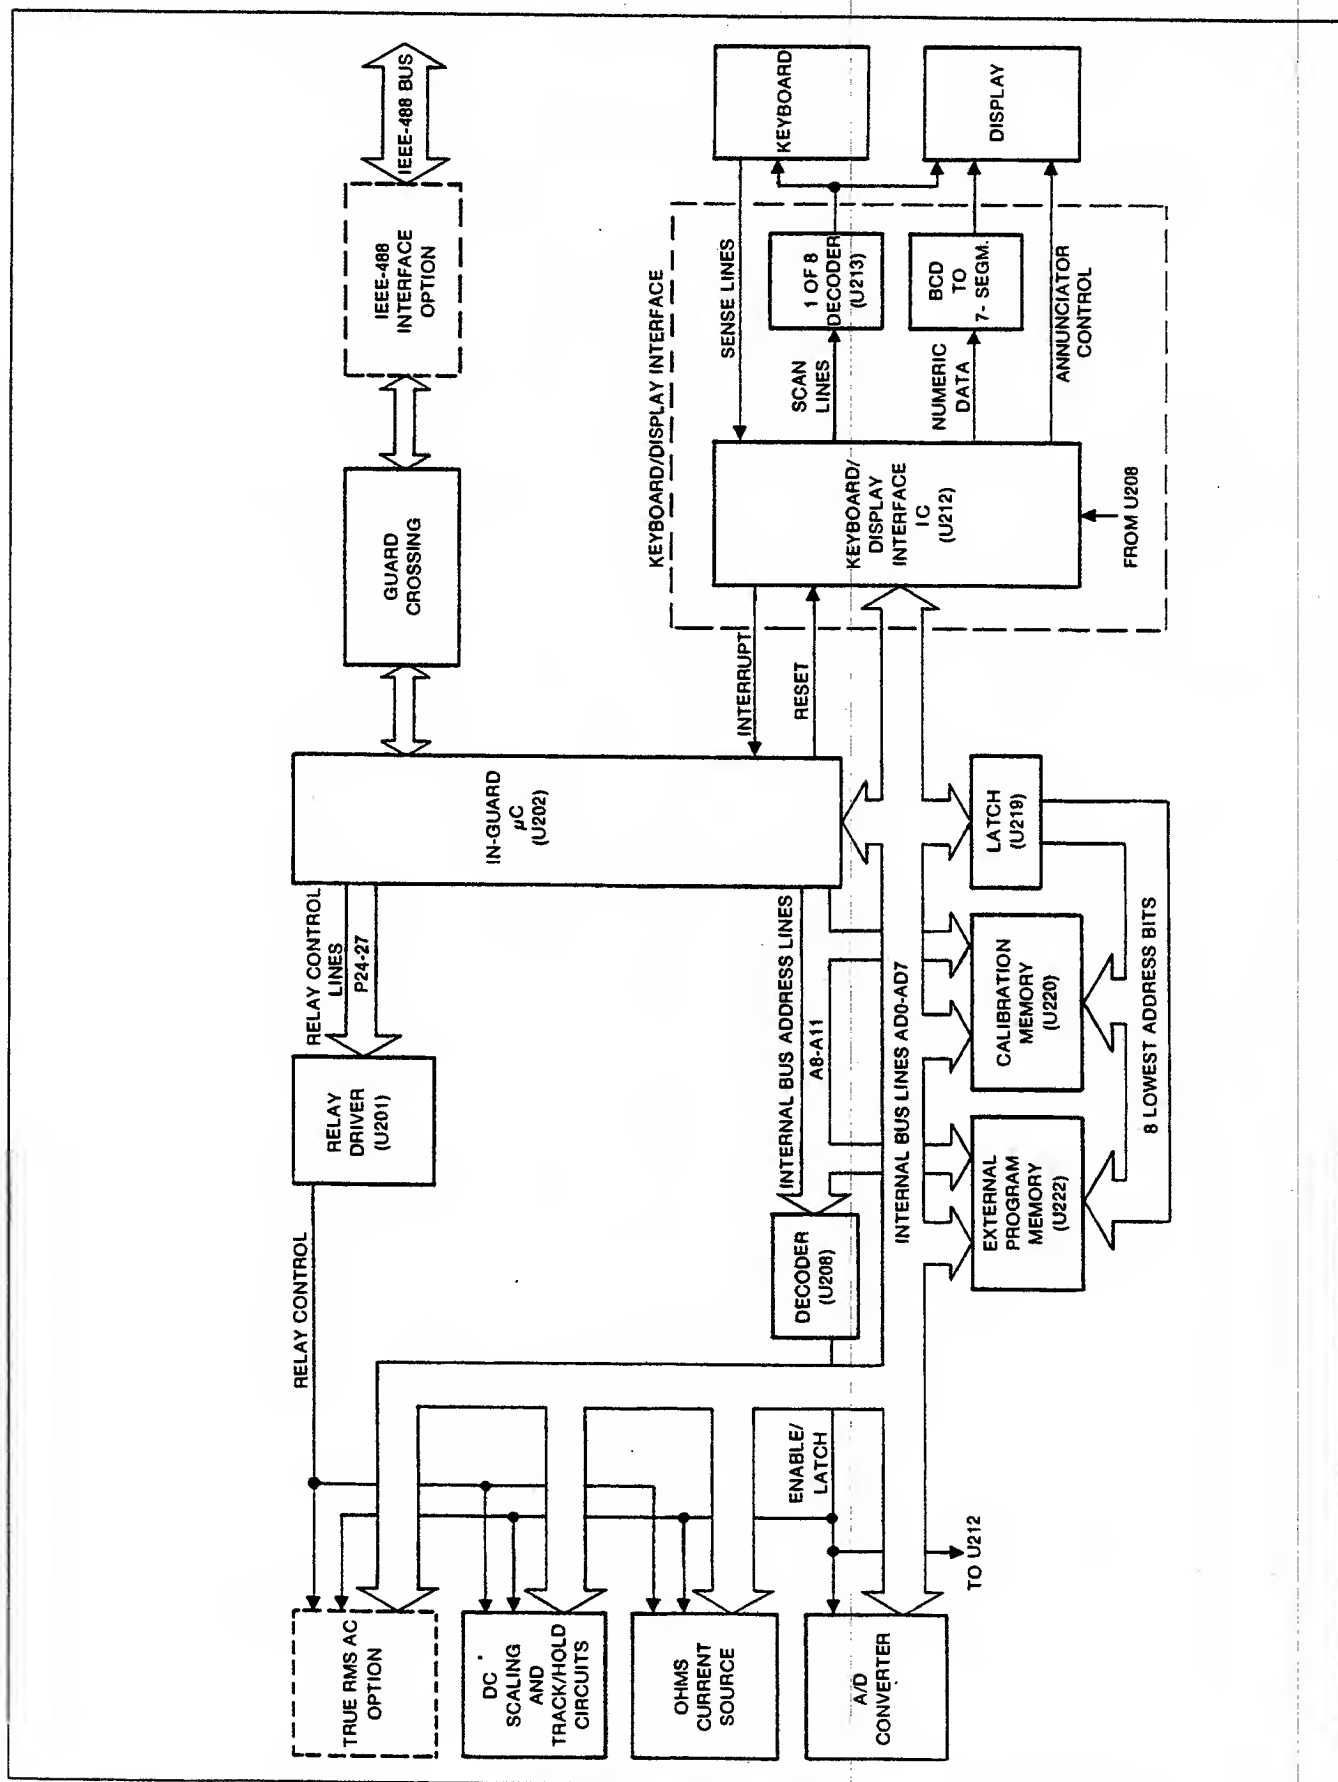 IEEE-488 BUS
IEEE-488
INTERFACE
OPTION
GUARD
CROSSING
IN-GUARD
µC
(U202)
RELAY CONTROL
LINES
P24-27
RELAY
DRIVER
(U201)
RELAY CONTROL
TRUE RMS AC
OPTION
DC
SCALING
AND
TRACK/HOLD
CIRCUITS
OHMS
CURRENT
SOURCE
A/D
CONVERTER
ENABLE/
LATCH
TO U212
DECODER
(U208)
INTERNAL BUS ADDRESS LINES
A8-A11
INTERNAL BUS LINES AD0-AD7
EXTERNAL
PROGRAM
MEMORY
(U222)
CALIBRATION
MEMORY
(U220)
LATCH
(U219)
8 LOWEST ADDRESS BITS
INTERRUPT
RESET
KEYBOARD/DISPLAY INTERFACE
KEYBOARD/
DISPLAY
INTERFACE
IC
(U212)
FROM U208
SENSE LINES
SCAN
LINES
1 OF 8
DECODER
(U213)
NUMERIC
DATA
BCD
TO
7- SEGM.
ANNUNCIATOR
CONTROL
KEYBOARD
DISPLAY